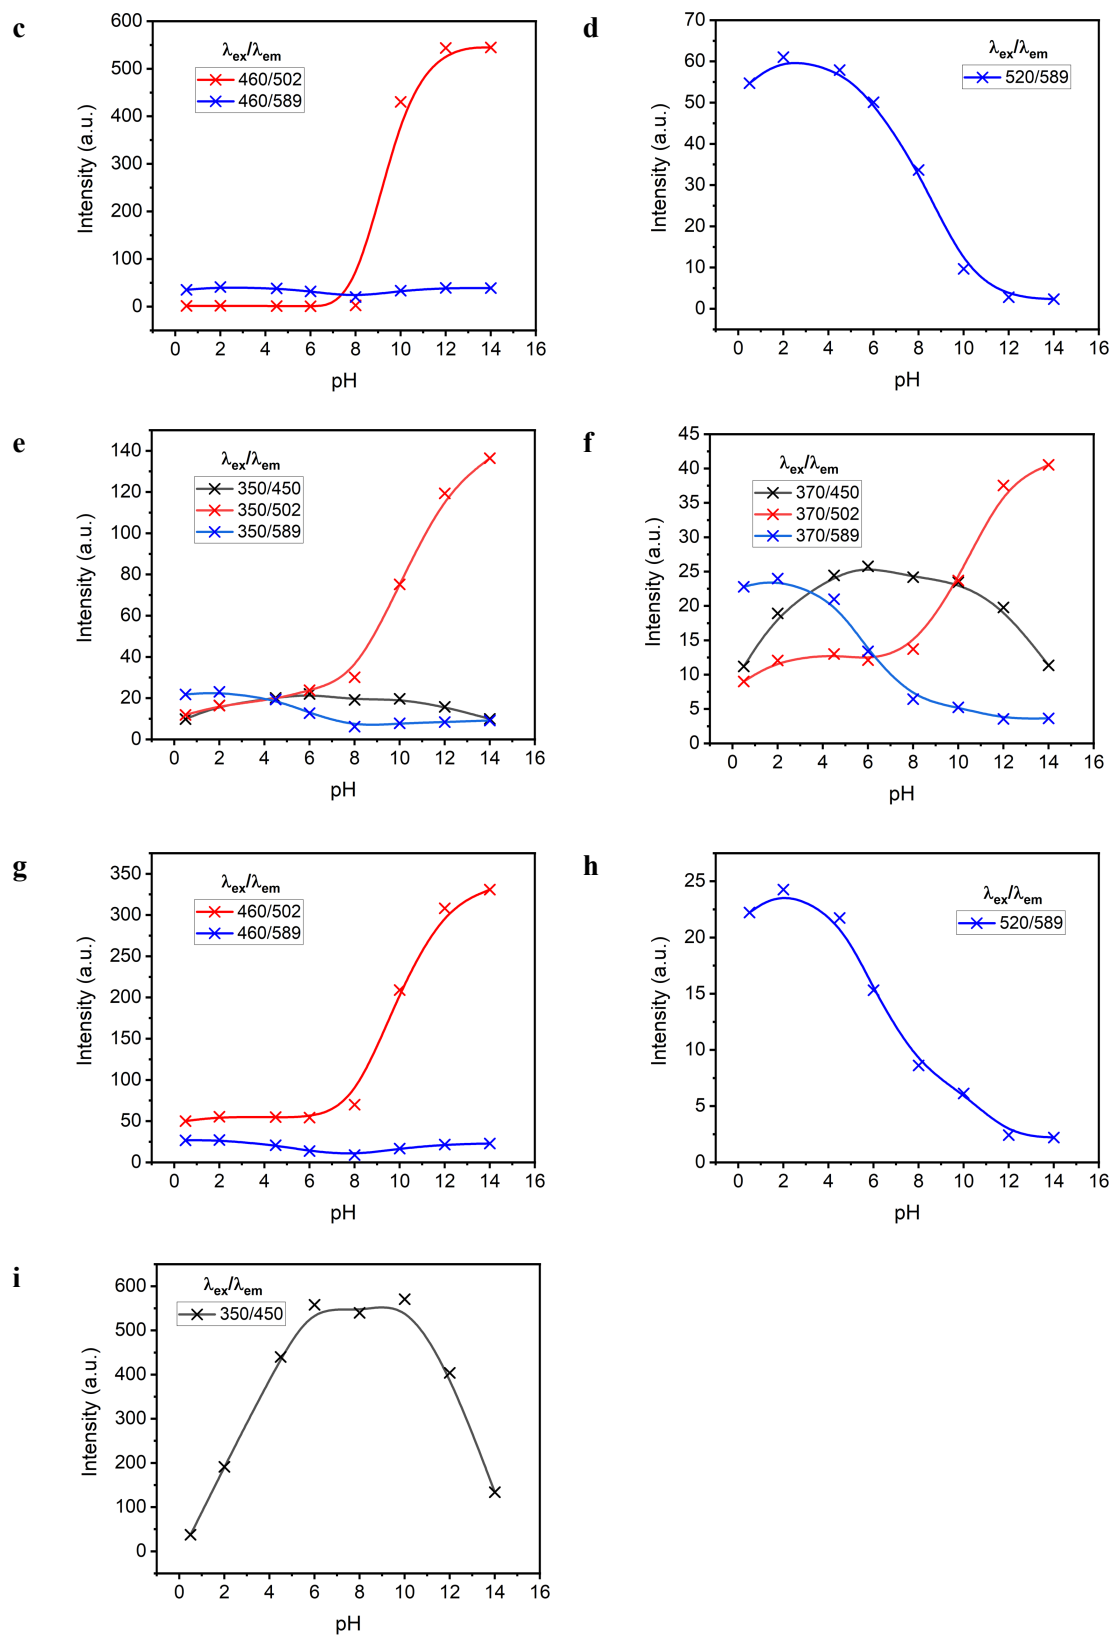 c
λex/λem
460/502
460/589
600
500
400
300
200
100
0
Intensity (a.u.)
0 2 4 6 8 10 12 14 16
pH
d
λex/λem
520/589
70
60
50
40
30
20
10
0
Intensity (a.u.)
0 2 4 6 8 10 12 14 16
pH
e
λex/λem
350/450
350/502
350/589
140
120
100
80
60
40
20
0
Intensity (a.u.)
0 2 4 6 8 10 12 14 16
pH
f
λex/λem
370/450
370/502
370/589
45
40
35
30
25
20
15
10
5
0
Intensity (a.u.)
0 2 4 6 8 10 12 14 16
pH
g
λex/λem
460/502
460/589
350
300
250
200
150
100
50
0
Intensity (a.u.)
0 2 4 6 8 10 12 14 16
pH
h
λex/λem
520/589
25
20
15
10
5
0
Intensity (a.u.)
0 2 4 6 8 10 12 14 16
pH
i
λex/λem
350/450
600
500
400
300
200
100
0
Intensity (a.u.)
0 2 4 6 8 10 12 14 16
pH